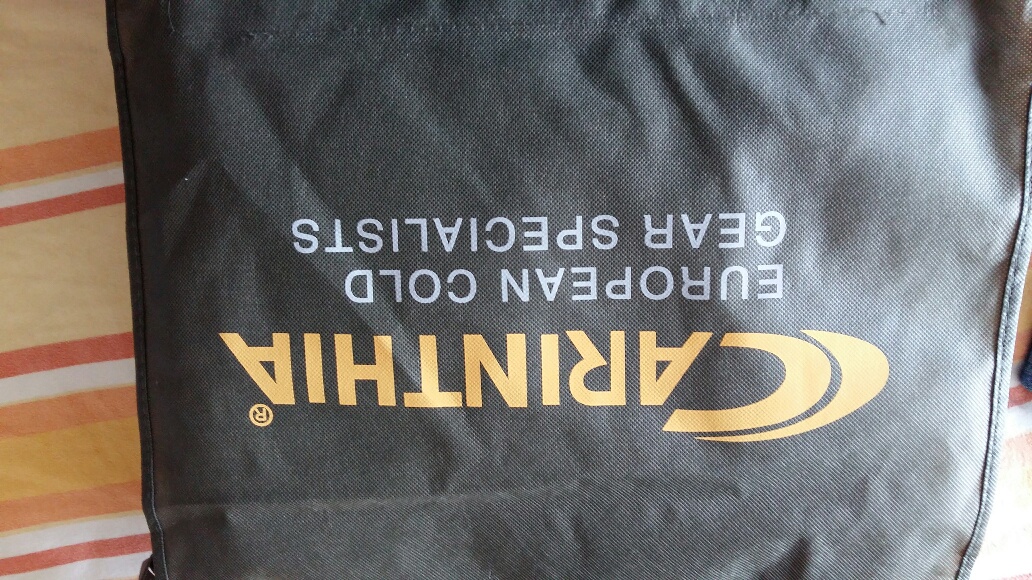 CARINTHIA®
EUROPEAN COLD
GEAR SPECIALISTS